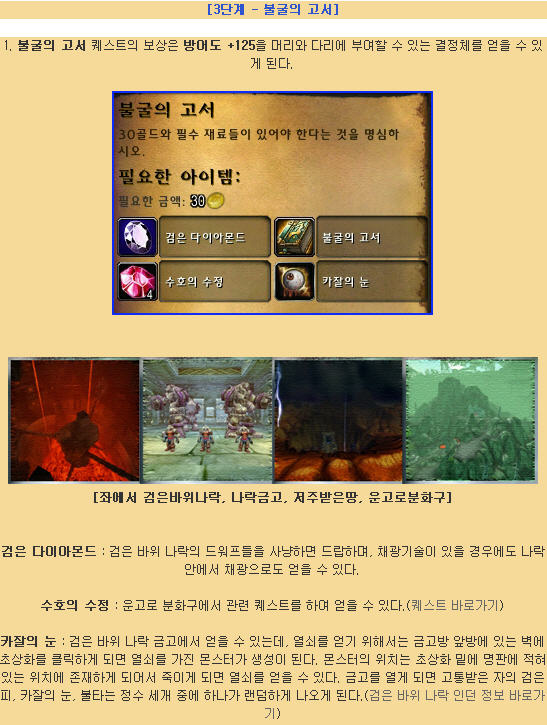 [3단계 - 불굴의 고서]
1. 불굴의 고서 퀘스트의 보상은 방어도 +125을 머리와 다리에 부여할 수 있는 결정체를 얻을 수 있
게 된다.
불굴의 고서
30골드와 필수 재료들이 있어야 한다는 것을 명심하
시오.
필요한 아이템:
필요한 금액: 30
검은 다이아몬드
불굴의 고서
수호의 수정
4
카잘의 눈
[좌에서 검은바위나락, 나락금고, 저주받은땅, 운고로분화구]
검은 다이아몬드 : 검은 바위 나락의 드워프들을 사냥하면 드랍하며, 채광기술이 있을 경우에도 나락
안에서 채광으로도 얻을 수 있다.
수호의 수정 : 운고로 분화구에서 관련 퀘스트를 하여 얻을 수 있다.(퀘스트 바로가기)
카잘의 눈 : 검은 바위 나락 금고에서 얻을 수 있는데, 열쇠를 얻기 위해서는 금고방 앞방에 있는 벽에
초상화를 클릭하게 되면 열쇠를 가진 몬스터가 생성이 된다. 몬스터의 위치는 초상화 밑에 명판에 적혀
있는 위치에 존재하게 되어서 죽이게 되면 열쇠를 얻을 수 있다. 금고를 열게 되면 고통받은 자의 검은
피, 카잘의 눈, 불타는 정수 세개 중에 하나가 랜덤하게 나오게 된다.(검은 바위 나락 인던 정보 바로가
기)